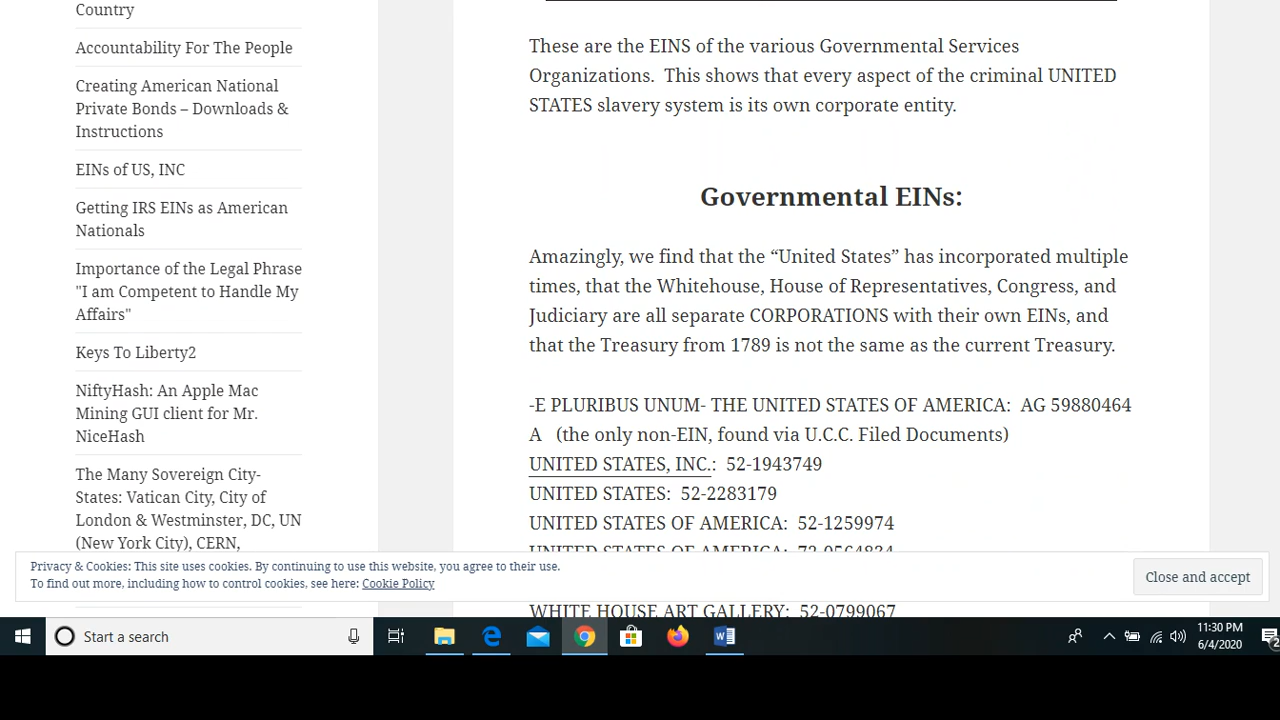 Country
Accountability For The People
Creating American National
Private Bonds – Downloads &
Instructions
EINs of US, INC
Getting IRS EINs as American
Nationals
Importance of the Legal Phrase
"I am Competent to Handle My
Affairs"
Keys To Liberty2
NiftyHash: An Apple Mac
Mining GUI client for Mr.
NiceHash
The Many Sovereign City-
States: Vatican City, City of
London & Westminster, DC, UN
(New York City), CERN,
These are the EINS of the various Governmental Services
Organizations.  This shows that every aspect of the criminal UNITED
STATES slavery system is its own corporate entity.
Governmental EINs:
Amazingly, we find that the “United States” has incorporated multiple
times, that the Whitehouse, House of Representatives, Congress, and
Judiciary are all separate CORPORATIONS with their own EINs, and
that the Treasury from 1789 is not the same as the current Treasury.
-E PLURIBUS UNUM- THE UNITED STATES OF AMERICA:  AG 59880464
A   (the only non-EIN, found via U.C.C. Filed Documents)
UNITED STATES, INC.:  52-1943749
UNITED STATES:  52-2283179
UNITED STATES OF AMERICA:  52-1259974
UNITED STATES OF AMERICA:  72-0564834
WHITE HOUSE ART GALLERY:  52-0799067
Privacy & Cookies: This site uses cookies. By continuing to use this website, you agree to their use.
To find out more, including how to control cookies, see here: Cookie Policy
Close and accept
Start a search
11:30 PM
6/4/2020
2